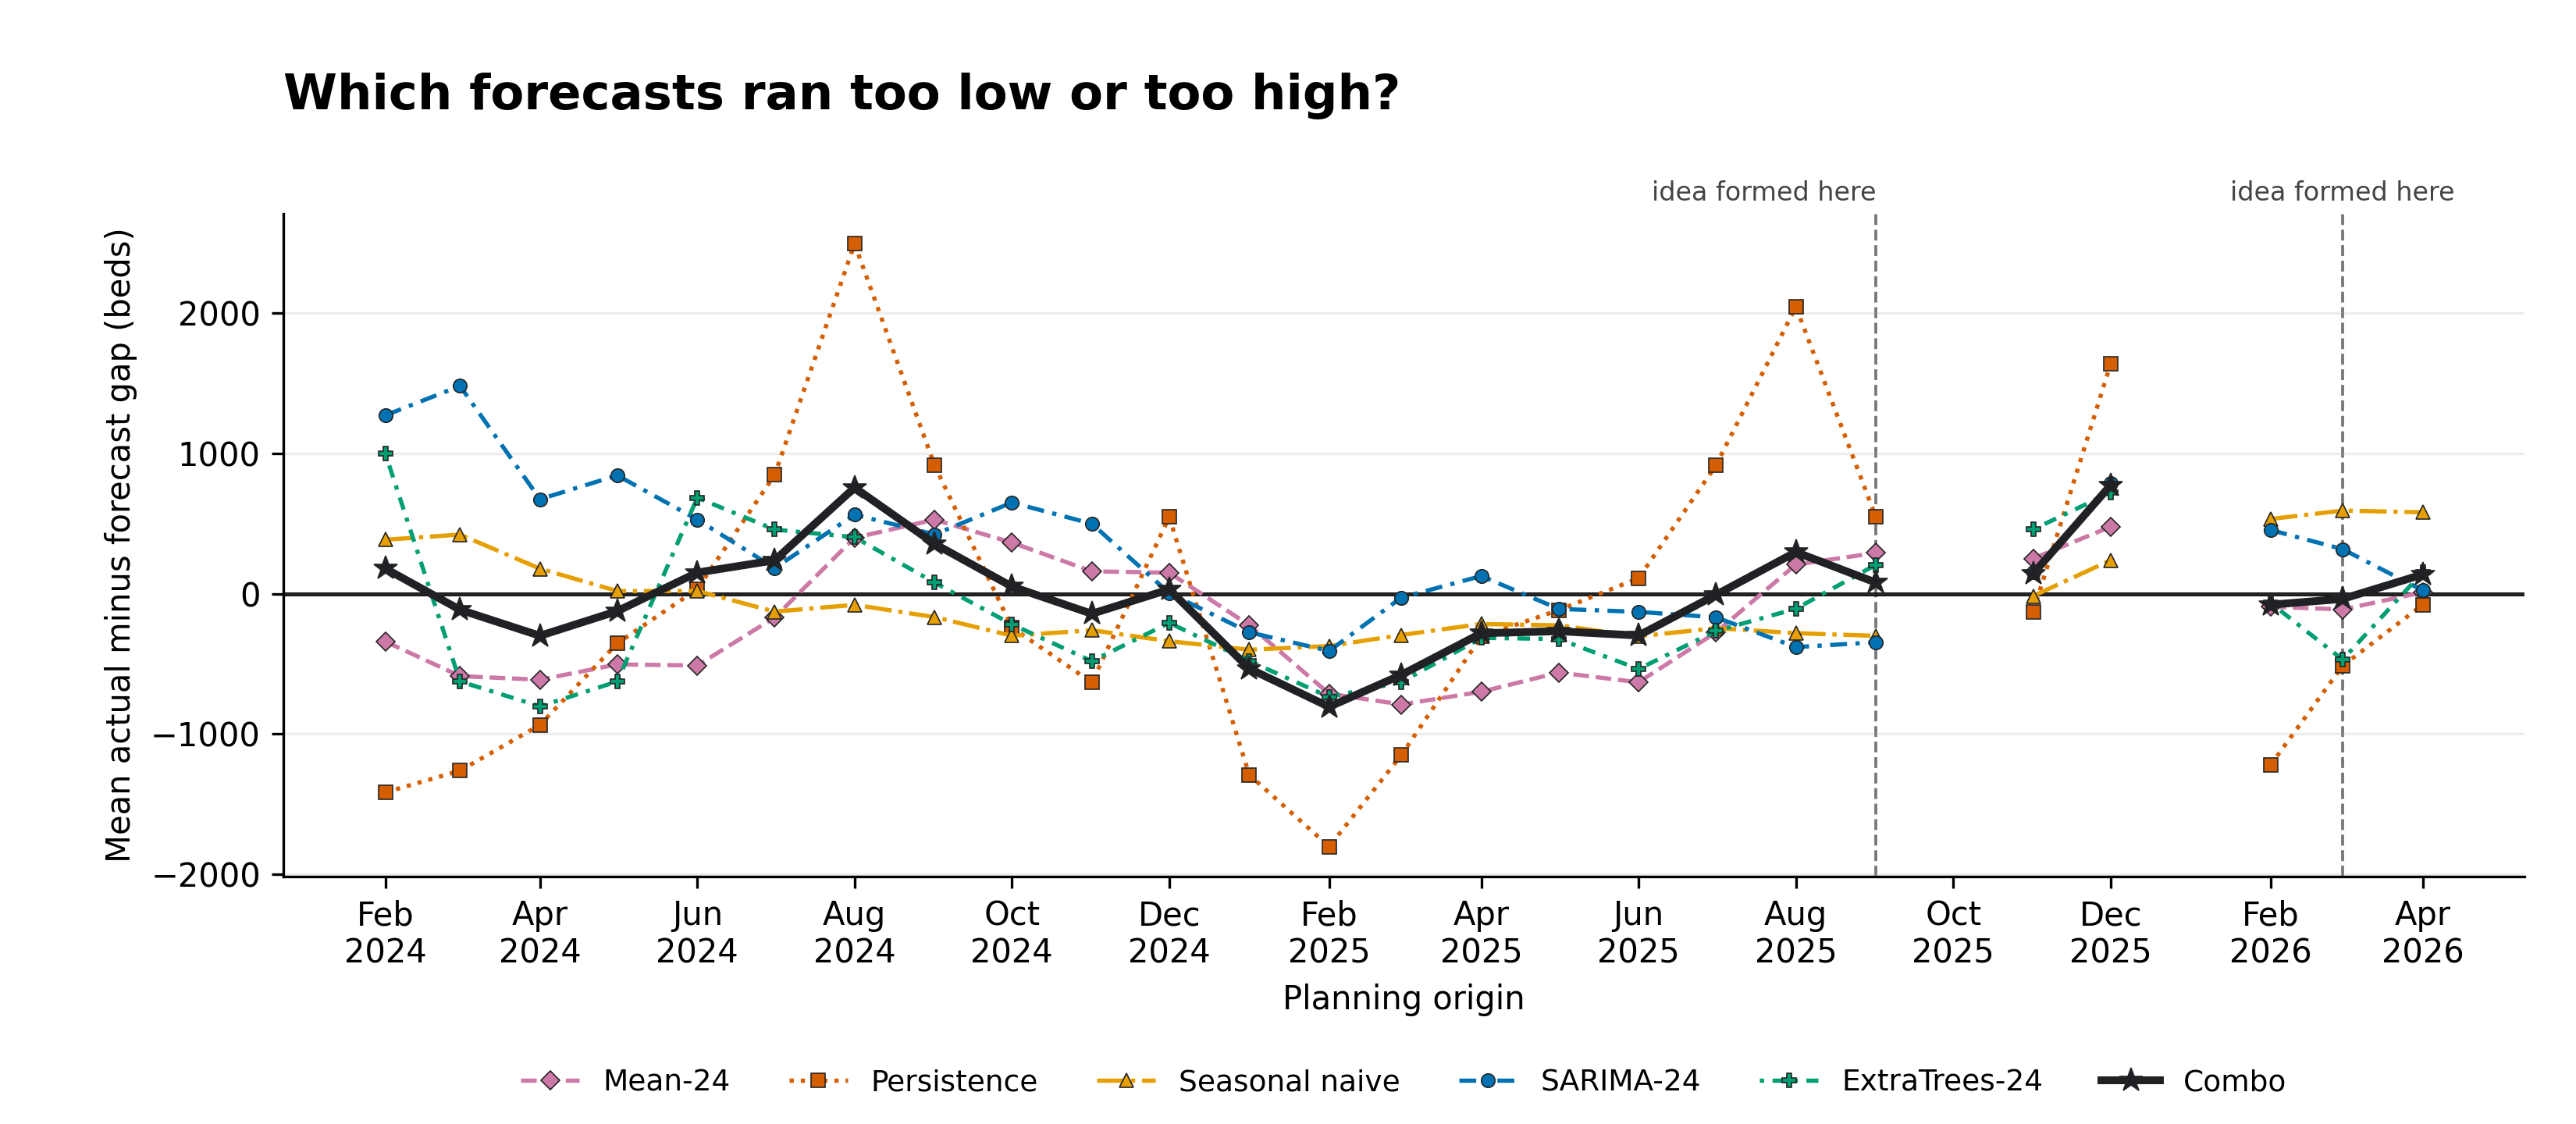 Which forecasts ran too low or too high?
idea formed here
idea formed here
Mean actual minus forecast gap (beds)
2000
1000
0
−1000
−2000
Feb
2024
Apr
2024
Jun
2024
Aug
2024
Oct
2024
Dec
2024
Feb
2025
Apr
2025
Jun
2025
Aug
2025
Oct
2025
Dec
2025
Feb
2026
Apr
2026
Planning origin
Mean-24
Persistence
Seasonal naive
SARIMA-24
ExtraTrees-24
Combo